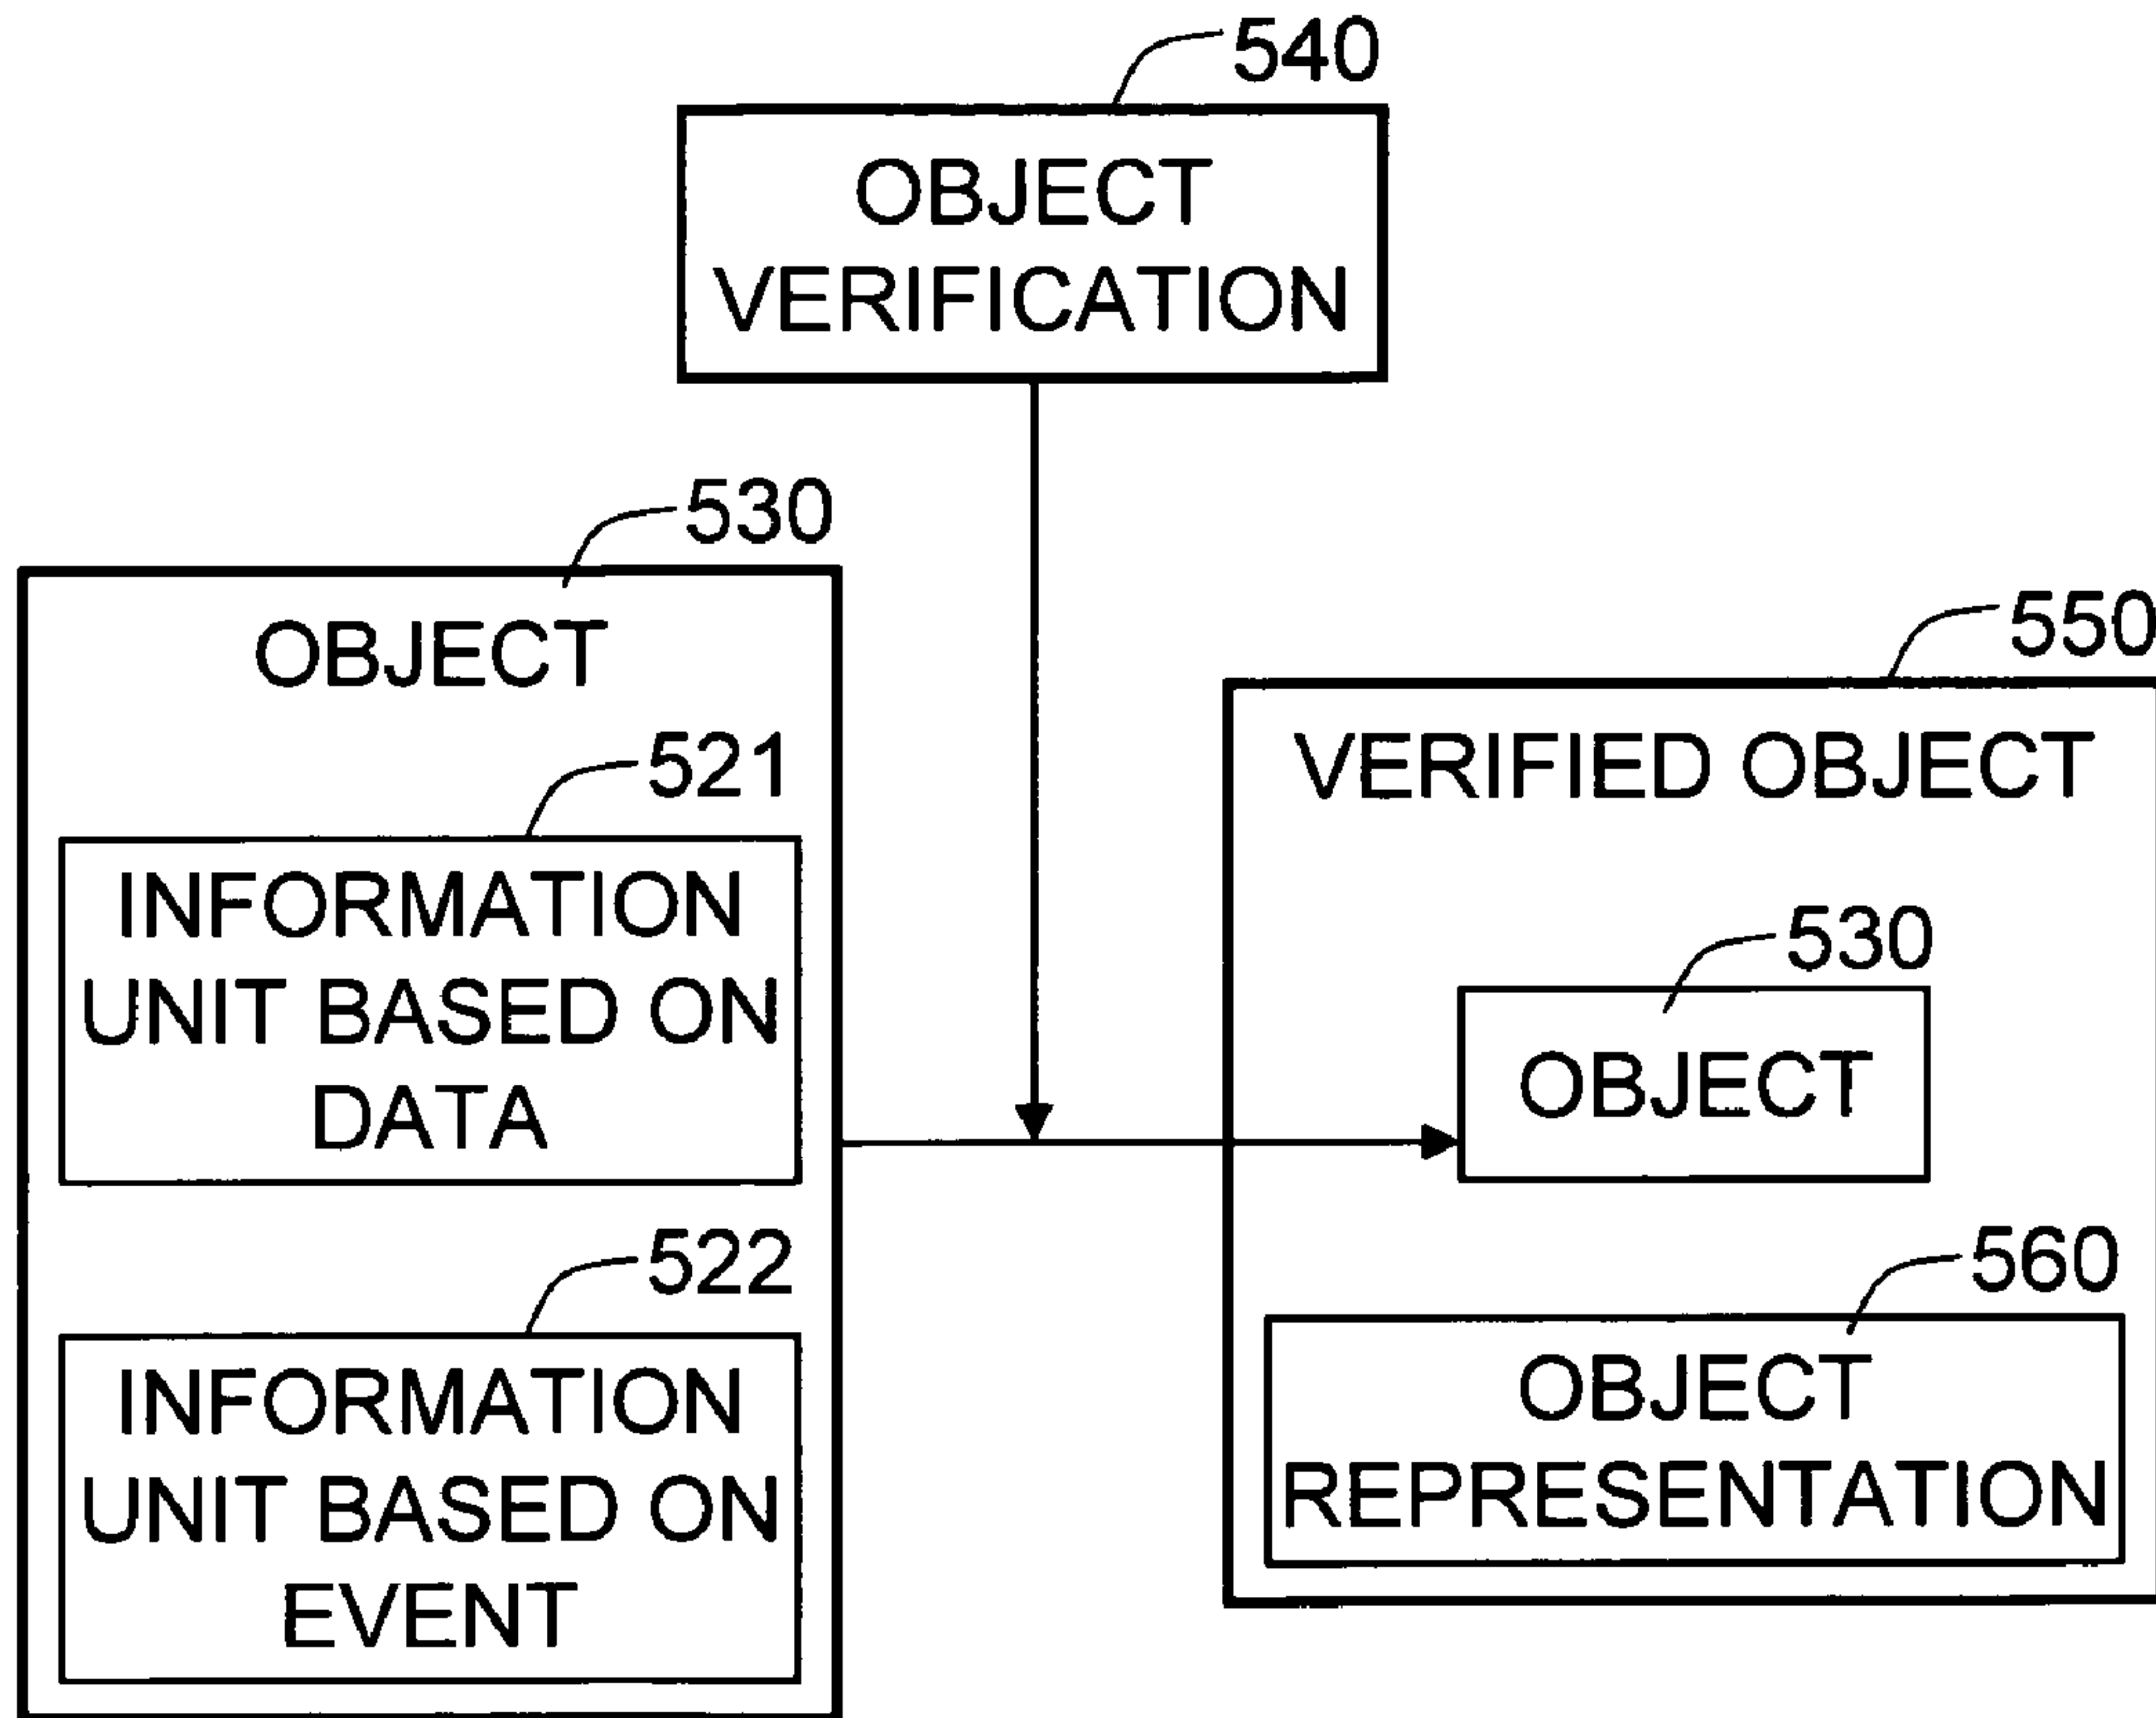 540
OBJECT
VERIFICATION
530
OBJECT
521
INFORMATION
UNIT BASED ON
DATA
522
INFORMATION
UNIT BASED ON
EVENT
550
VERIFIED OBJECT
530
OBJECT
560
OBJECT
REPRESENTATION